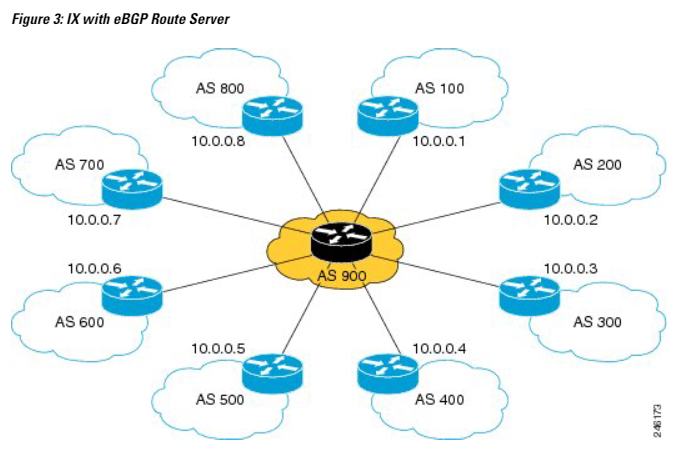 Figure 3: IX with eBGP Route Server
AS 800
AS 100
10.0.0.8
10.0.0.1
AS 700
AS 200
10.0.0.7
10.0.0.2
AS 900
10.0.0.6
10.0.0.3
AS 600
AS 300
10.0.0.5
10.0.0.4
AS 500
AS 400
246173